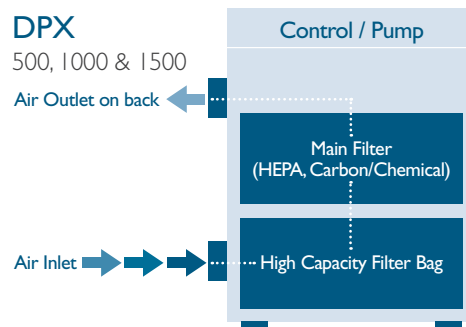 DPX
500, 1000 & 1500
Control / Pump
Air Outlet on back
Main Filter
(HEPA, Carbon/Chemical)
Air Inlet
High Capacity Filter Bag